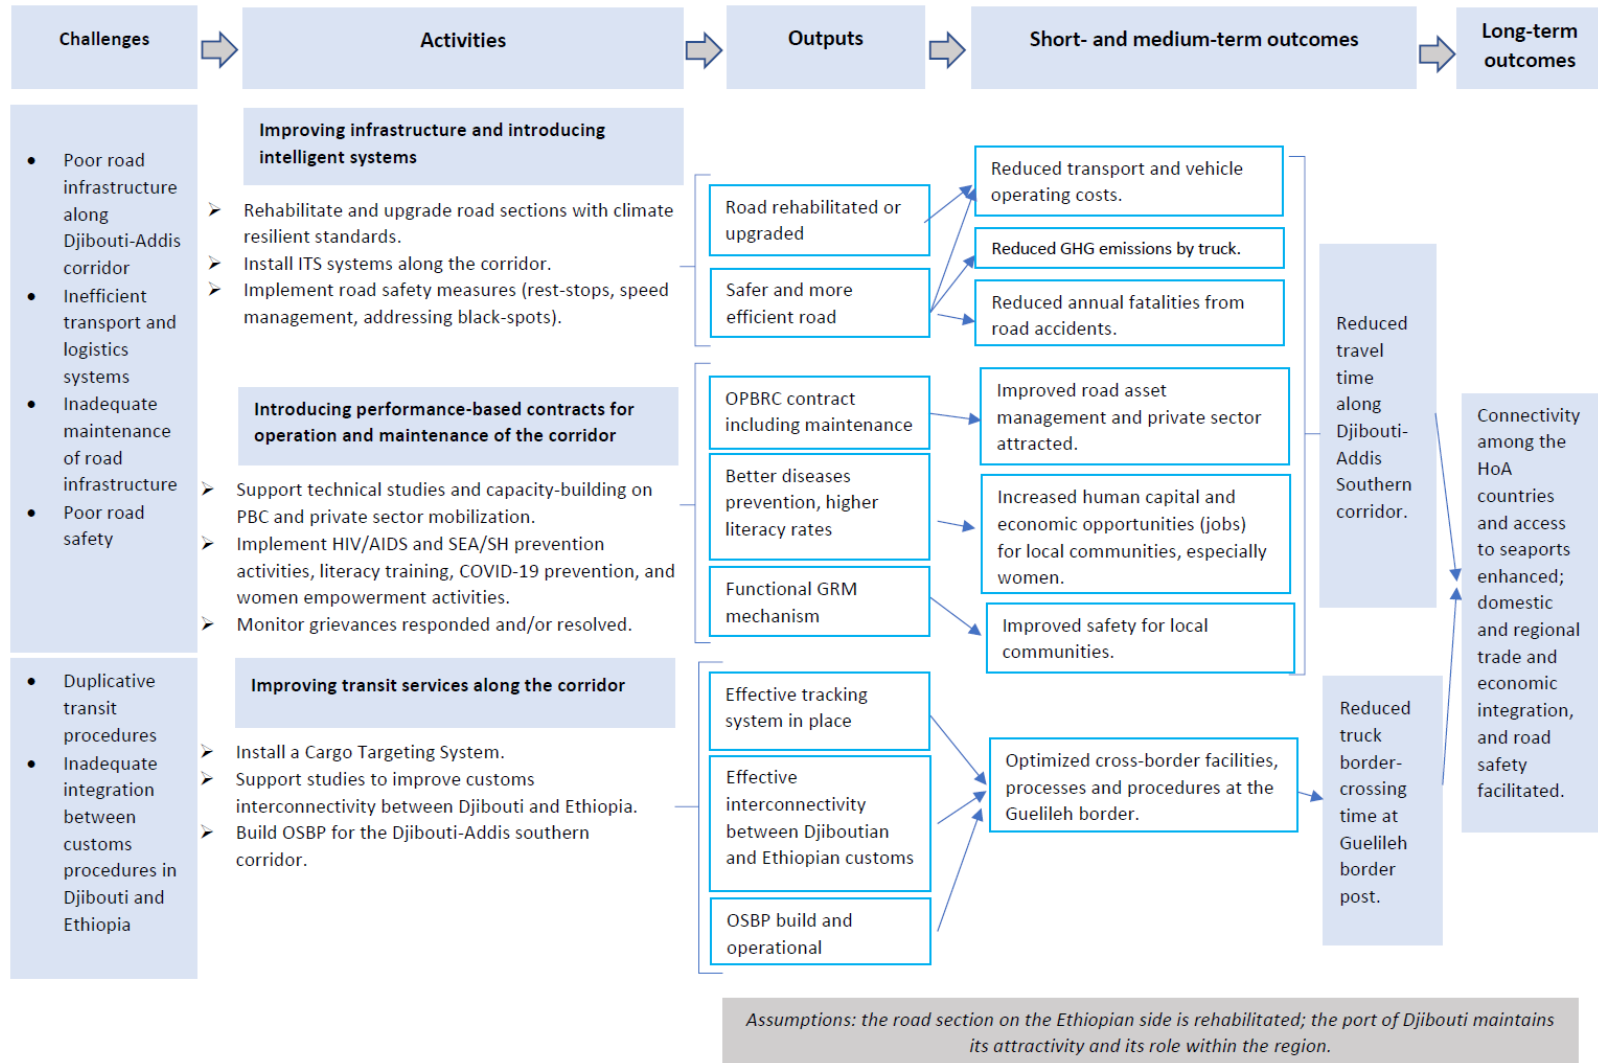 Challenges
Activities
Outputs
Short- and medium-term outcomes
Long-term
outcomes
• Poor road
infrastructure
along
Djibouti-Addis
corridor
• Inefficient
transport and
logistics
systems
• Inadequate
maintenance
of road
infrastructure
• Poor road
safety
Improving infrastructure and introducing
intelligent systems
➢ Rehabilitate and upgrade road sections with climate
resilient standards.
➢ Install ITS systems along the corridor.
➢ Implement road safety measures (rest-stops, speed
management, addressing black-spots).
Road rehabilitated or
upgraded
Safer and more
efficient road
Reduced transport and vehicle
operating costs.
Reduced GHG emissions by truck.
Reduced annual fatalities from
road accidents.
Introducing performance-based contracts for
operation and maintenance of the corridor
➢ Support technical studies and capacity-building on
PBC and private sector mobilization.
➢ Implement HIV/AIDS and SEA/SH prevention
activities, literacy training, COVID-19 prevention, and
women empowerment activities.
➢ Monitor grievances responded and/or resolved.
OPBRC contract
including maintenance
Better diseases
prevention, higher
literacy rates
Functional GRM
mechanism
Improved road asset
management and private sector
attracted.
Increased human capital and
economic opportunities (jobs)
for local communities, especially
women.
Improved safety for local
communities.
Reduced
travel
time
along
Djibouti-
Addis
Southern
corridor.
• Duplicative
transit
procedures
• Inadequate
integration
between
customs
procedures in
Djibouti and
Ethiopia
Improving transit services along the corridor
➢ Install a Cargo Targeting System.
➢ Support studies to improve customs
interconnectivity between Djibouti and Ethiopia.
➢ Build OSBP for the Djibouti-Addis southern
corridor.
Effective tracking
system in place
Effective
interconnectivity
between Djiboutian
and Ethiopian customs
OSBP build and
operational
Optimized cross-border facilities,
processes and procedures at the
Guelileh border.
Reduced
truck
border-
crossing
time at
Guelileh
border
post.
Connectivity
among the
HoA
countries
and access
to seaports
enhanced;
domestic
and regional
trade and
economic
integration,
and road
safety
facilitated.
Assumptions: the road section on the Ethiopian side is rehabilitated; the port of Djibouti maintains
its attractivity and its role within the region.